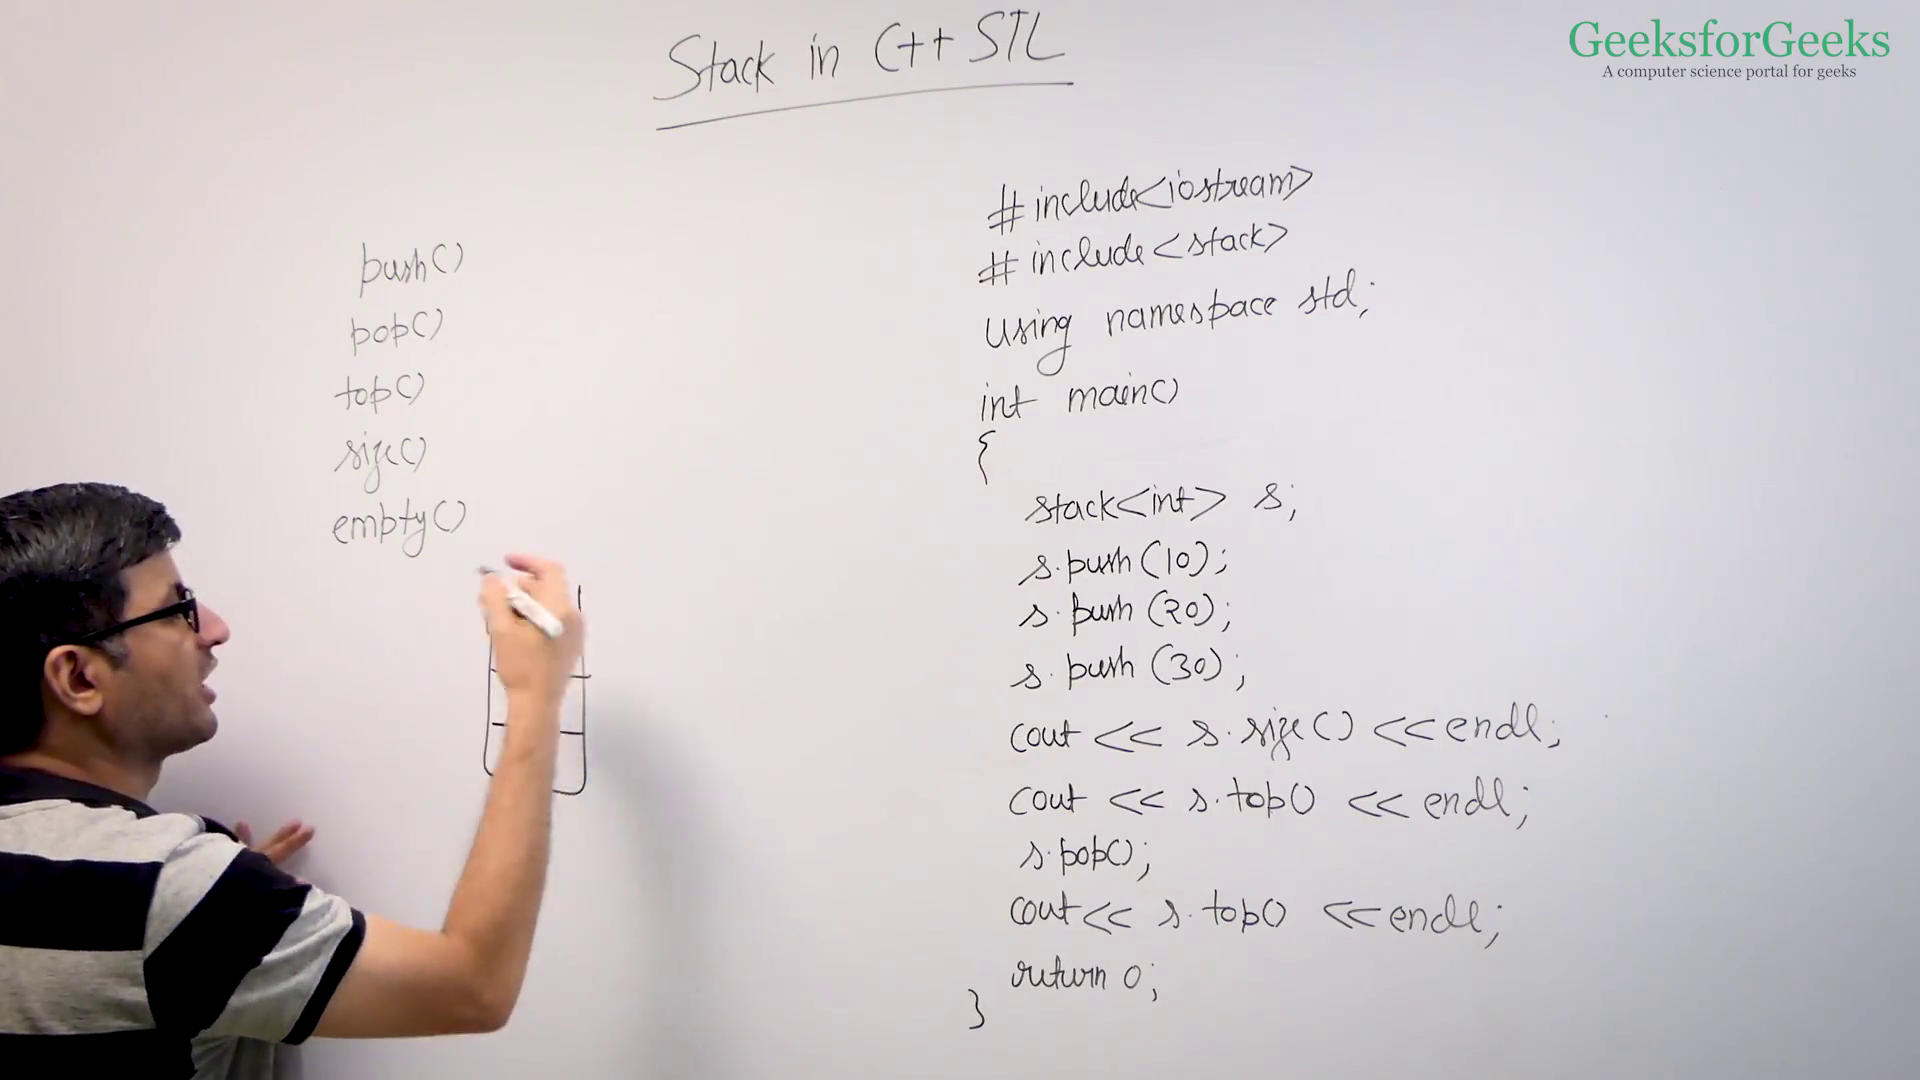 Stack in C++ STL
GeeksforGeeks
A computer science portal for geeks
push()
pop()
top()
size()
empty()
#include<iostream>
#include<stack>
using namespace std;
int main()
{
stack<int> s;
s.push(10);
s.push(20);
s.push(30);
cout << s.size() <<endl;
cout << s.top() << endl;
s.pop();
cout<< s.top() <<endl;
return 0;
}